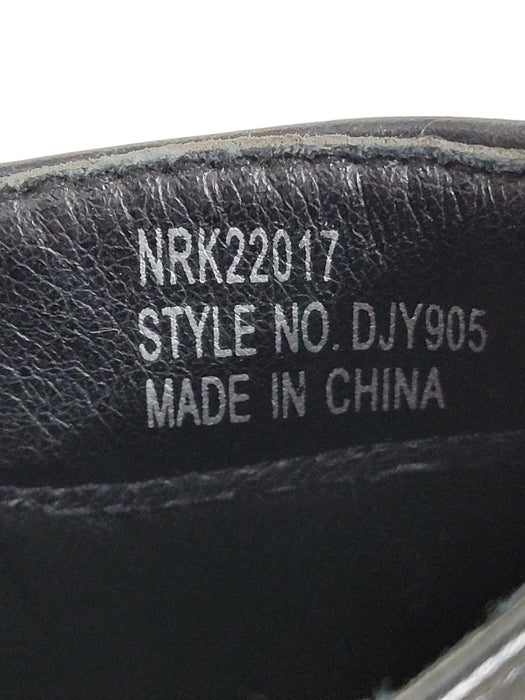 NRK22017
STYLE NO. DJY905
MADE IN CHINA